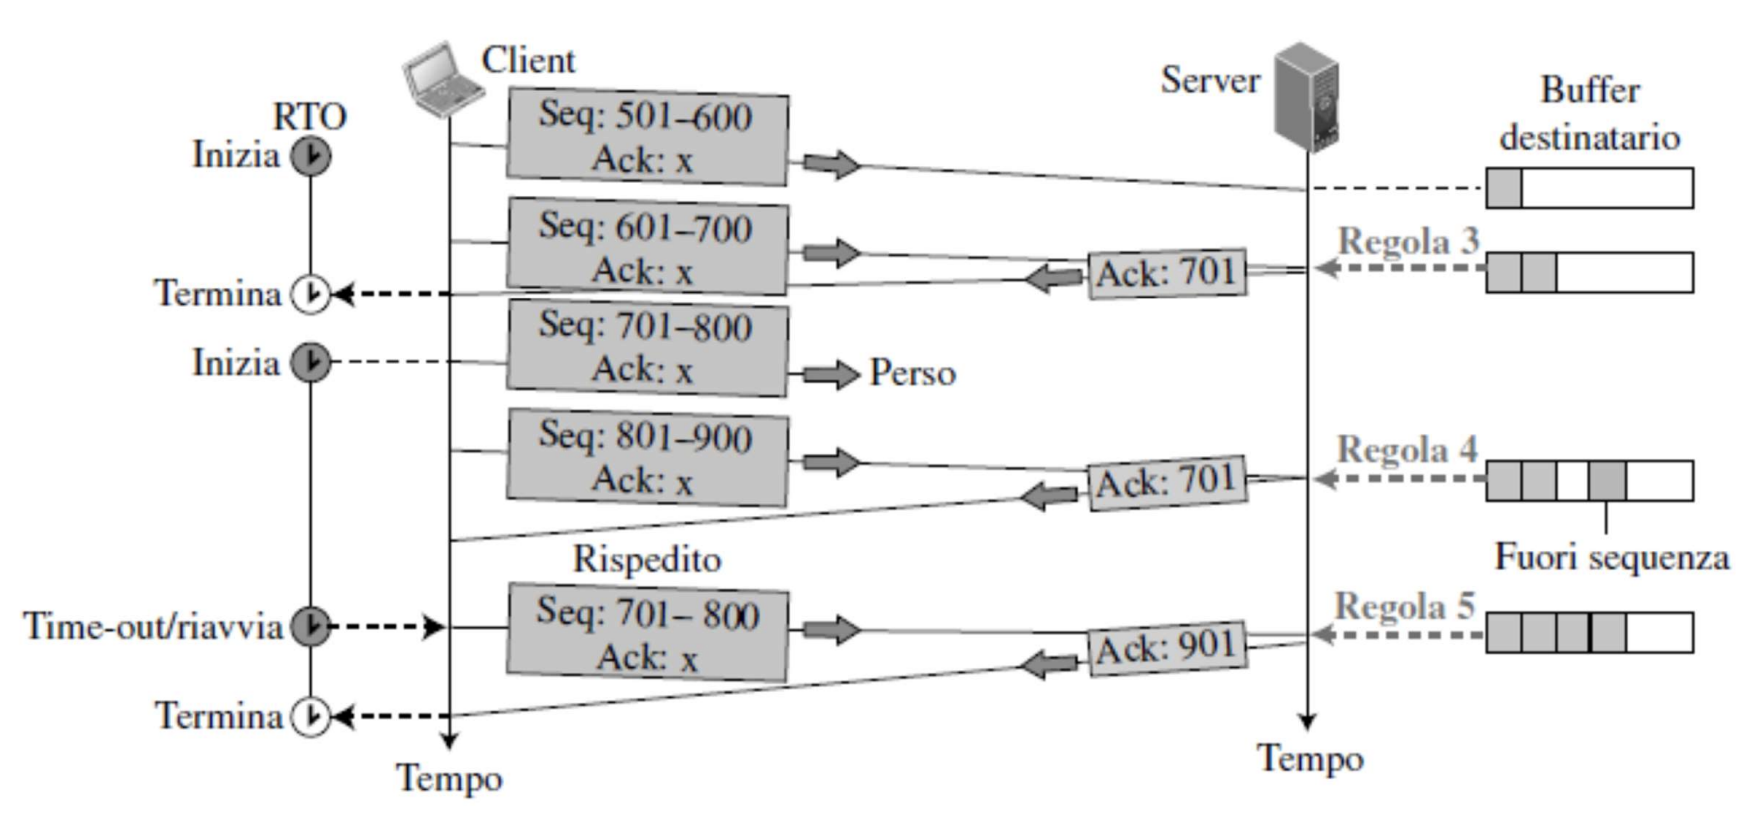 Client
Server
Buffer
destinatario
RTO
Inizia
Seq: 501–600
Ack: x
Seq: 601–700
Ack: x
Ack: 701
Regola 3
Termina
Seq: 701–800
Ack: x
Inizia
Perso
Seq: 801–900
Ack: x
Ack: 701
Regola 4
Fuori sequenza
Rispedito
Time-out/riavvia
Seq: 701– 800
Ack: x
Ack: 901
Regola 5
Termina
Tempo
Tempo